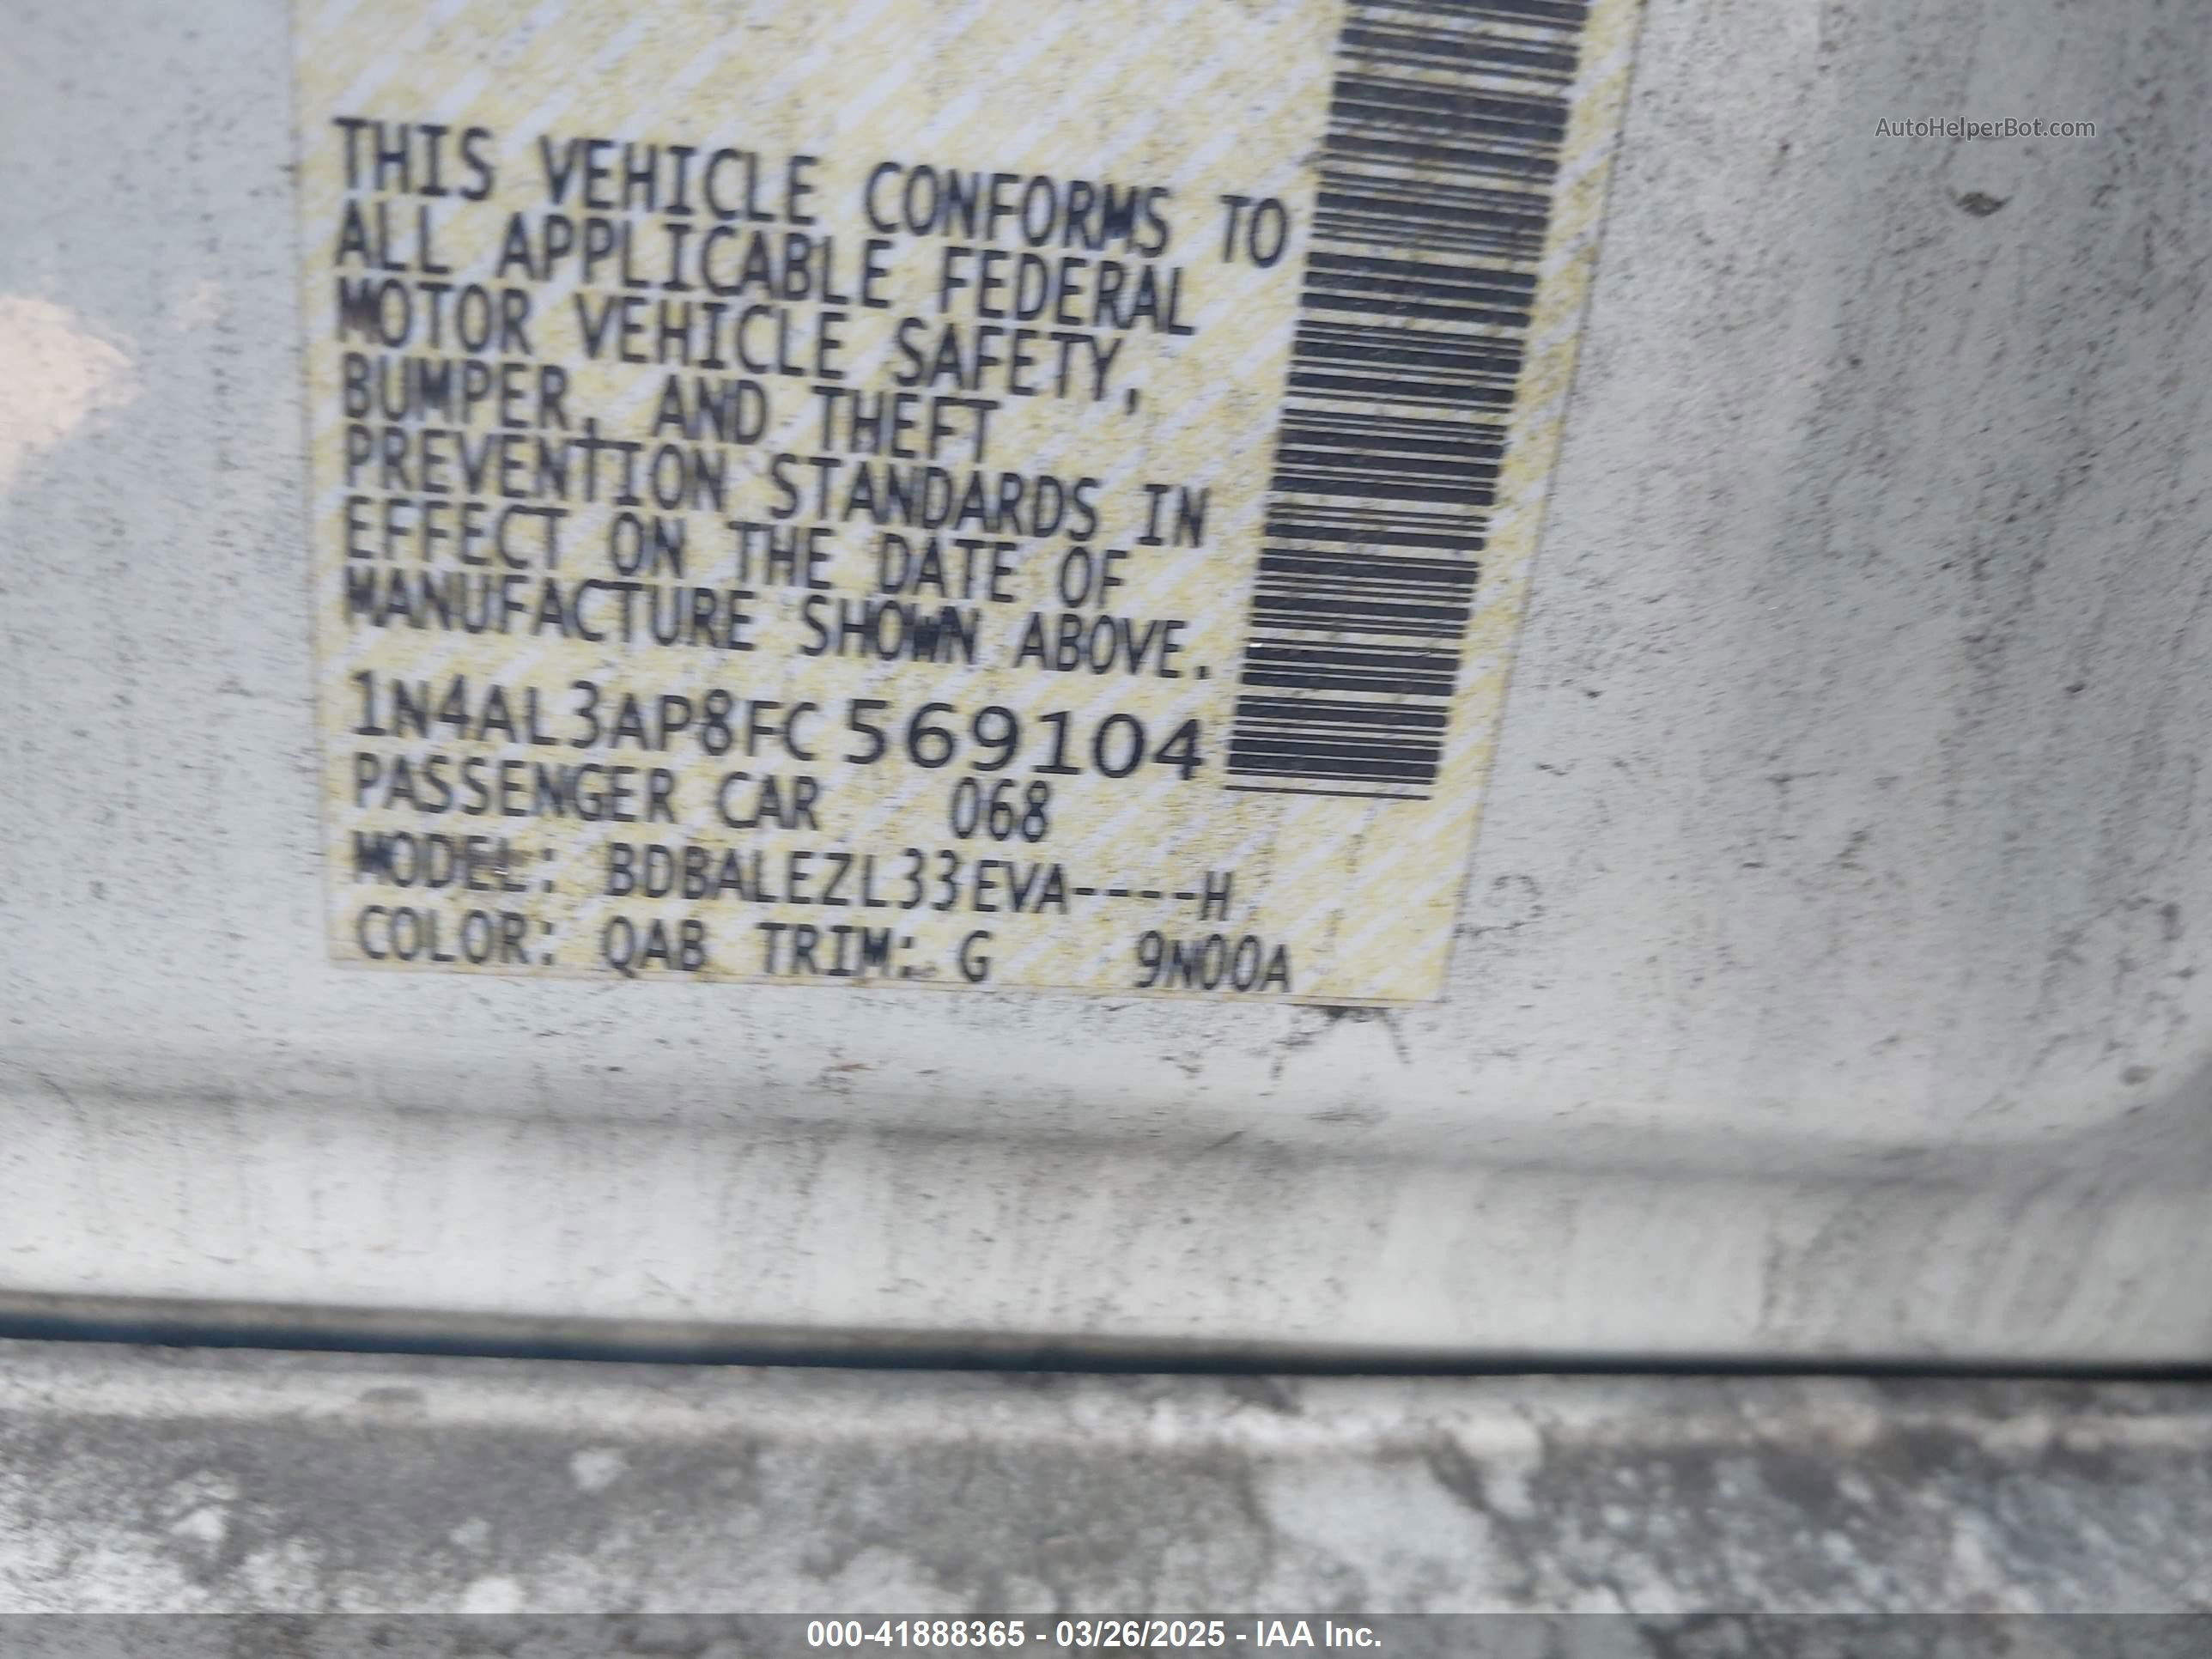 AutoHelperBot.com
THIS VEHICLE CONFORMS TO
ALL APPLICABLE FEDERAL
MOTOR VEHICLE SAFETY,
BUMPER, AND THEFT
PREVENTION STANDARDS IN
EFFECT ON THE DATE OF
MANUFACTURE SHOWN ABOVE.
1N4AL3AP8FC569104
PASSENGER CAR 068
MODEL: BDBALEZL33EVA----H
COLOR: QAB TRIM: G 9N00A
000-41888365 - 03/26/2025 - IAA Inc.